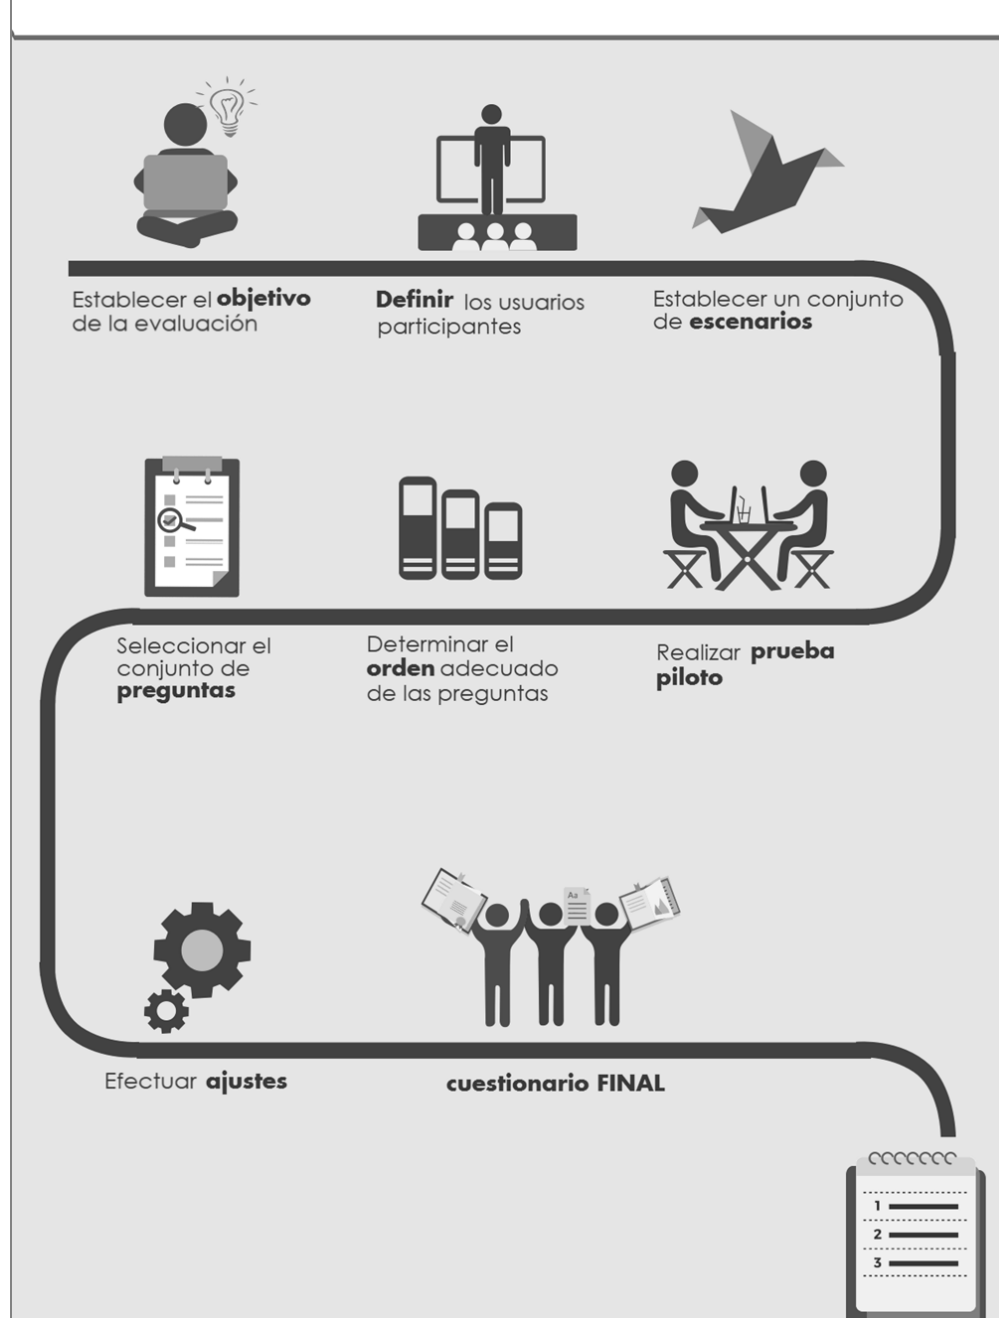 Establecer el objetivo
de la evaluación
Definir los usuarios
participantes
Establecer un conjunto
de escenarios
Seleccionar el
conjunto de
preguntas
Determinar el
orden adecuado
de las preguntas
Realizar prueba
piloto
Aa
Efectuar ajustes
cuestionario FINAL
1
2
3